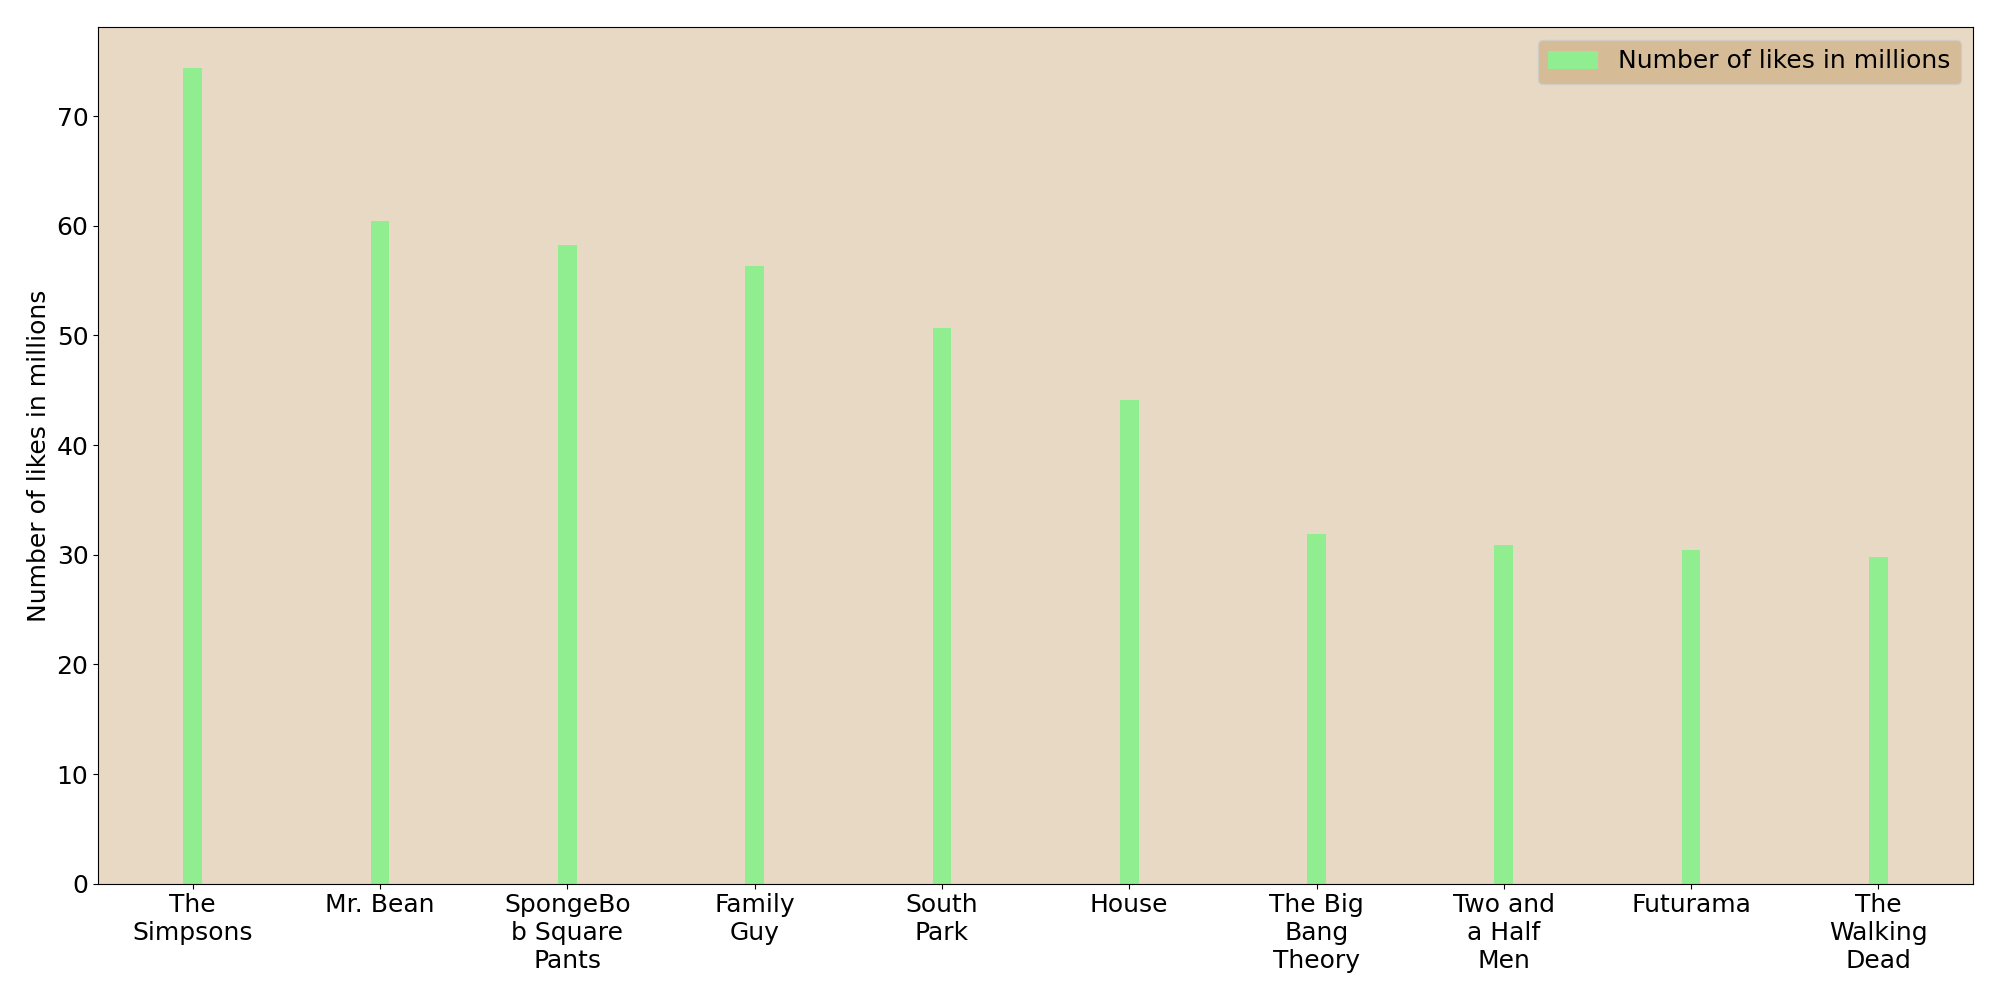 Number of likes in millions
70
60
50
40
30
20
10
0
Number of likes in millions
The
Simpsons
Mr. Bean
SpongeBo
b Square
Pants
Family
Guy
South
Park
House
The Big
Bang
Theory
Two and
a Half
Men
Futurama
The
Walking
Dead